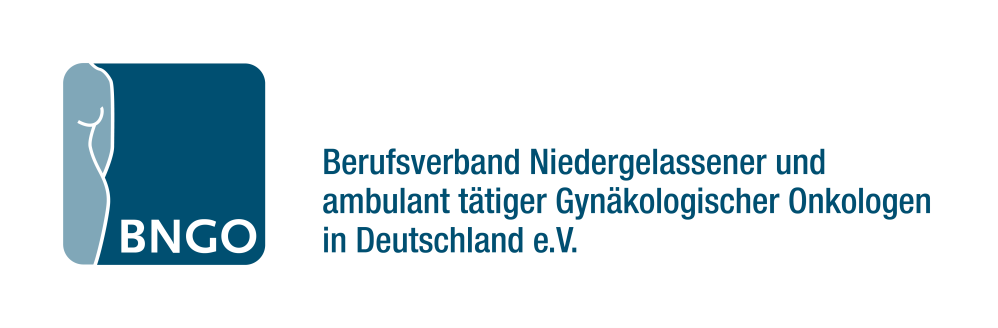 BNGO
Berufsverband Niedergelassener und
ambulant tätiger Gynäkologischer Onkologen
in Deutschland e.V.